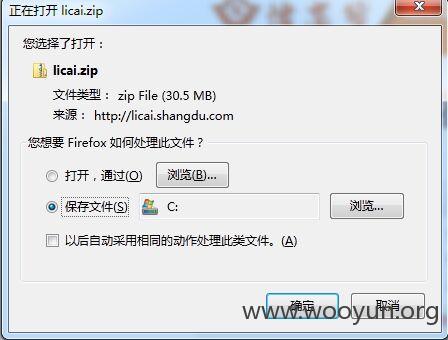 正在打开 licai.zip
您选择了打开：
licai.zip
文件类型： zip File (30.5 MB)
来源： http://licai.shangdu.com
您想要 Firefox 如何处理此文件？
打开，通过(O) 浏览(B)...
保存文件(S) C: 浏览...
以后自动采用相同的动作处理此类文件。(A)
确定 取消
www.wooyun.org